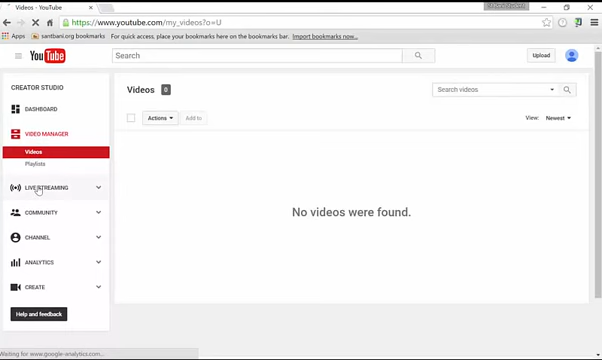 Videos - YouTube
https://www.youtube.com/my_videos?o=U
Apps santbani.org bookmarks For quick access, place your bookmarks here on the bookmarks bar. Import bookmarks now...
YouTube Search Upload
CREATOR STUDIO
DASHBOARD
VIDEO MANAGER
Videos
Playlists
LIVE STREAMING
COMMUNITY
CHANNEL
ANALYTICS
CREATE
Help and feedback
Videos 0 Search videos
Actions Add to View: Newest
No videos were found.
Waiting for www.google-analytics.com...